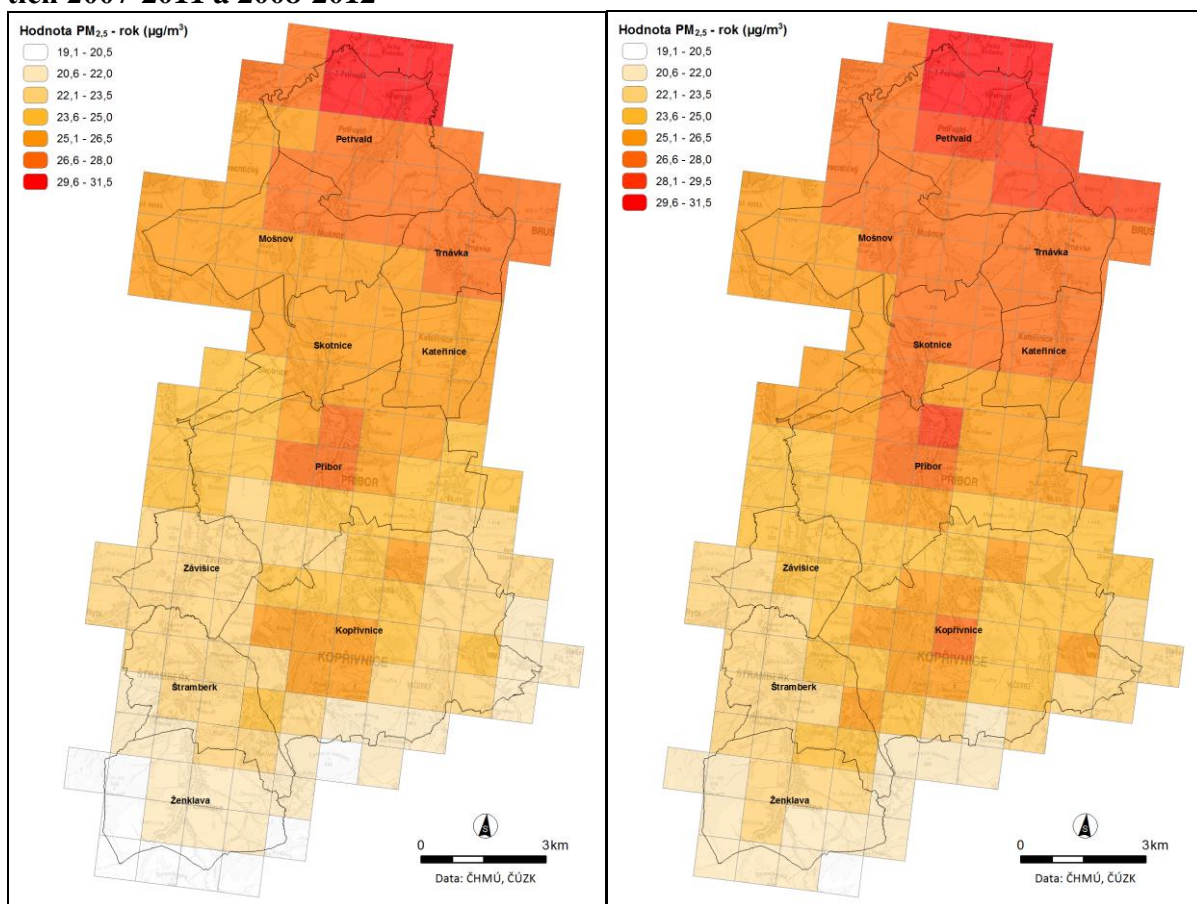 tich 2007-2011 a 2008-2012
Hodnota PM2,5 - rok (µg/m³)
19,1 - 20,5
20,6 - 22,0
22,1 - 23,5
23,6 - 25,0
25,1 - 26,5
26,6 - 28,0
29,6 - 31,5
Petřvald
Mošnov
Trnávka
Skotnice
Kateřinice
Příbor
PŘÍBOR
Závišice
Kopřivnice
KOPŘIVNICE
Štramberk
ŠTRAMBERK
Ženklava
S
0 3km
Data: ČHMÚ, ČÚZK
Hodnota PM2,5 - rok (µg/m³)
19,1 - 20,5
20,6 - 22,0
22,1 - 23,5
23,6 - 25,0
25,1 - 26,5
26,6 - 28,0
28,1 - 29,5
29,6 - 31,5
Petřvald
Mošnov
Trnávka
Skotnice
Kateřinice
Příbor
PŘÍBOR
Závišice
Kopřivnice
KOPŘIVNICE
Štramberk
ŠTRAMBERK
Ženklava
S
0 3km
Data: ČHMÚ, ČÚZK